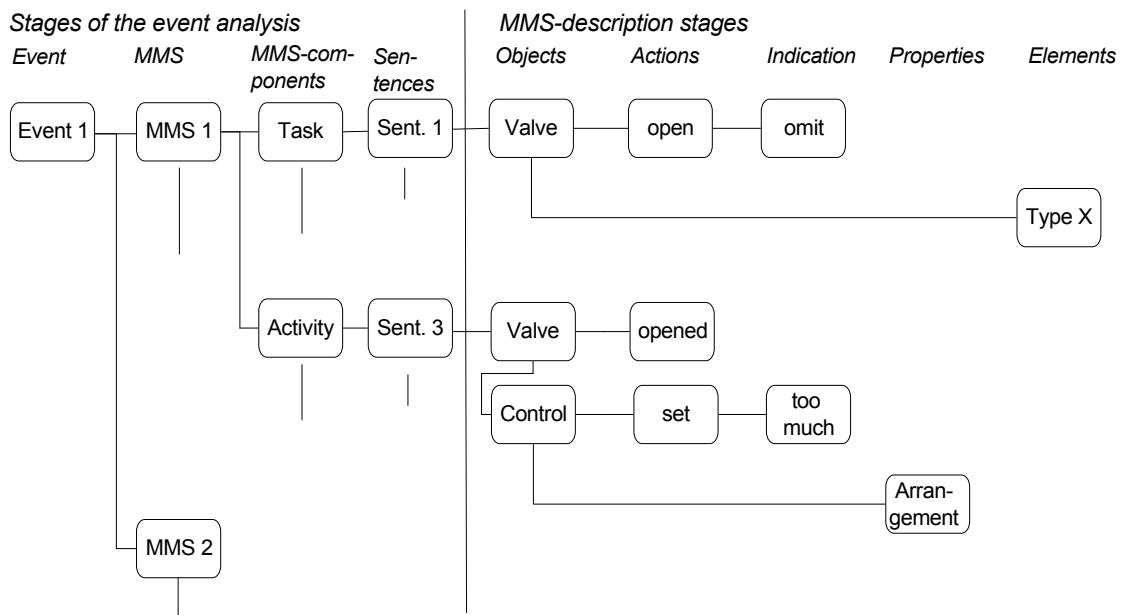 Stages of the event analysis
MMS-description stages
Event
MMS
MMS-com-
ponents
Sen-
tences
Objects
Actions
Indication
Properties
Elements
Event 1
MMS 1
Task
Sent. 1
Valve
open
omit
Type X
Activity
Sent. 3
Valve
opened
Control
set
too
much
Arran-
gement
MMS 2